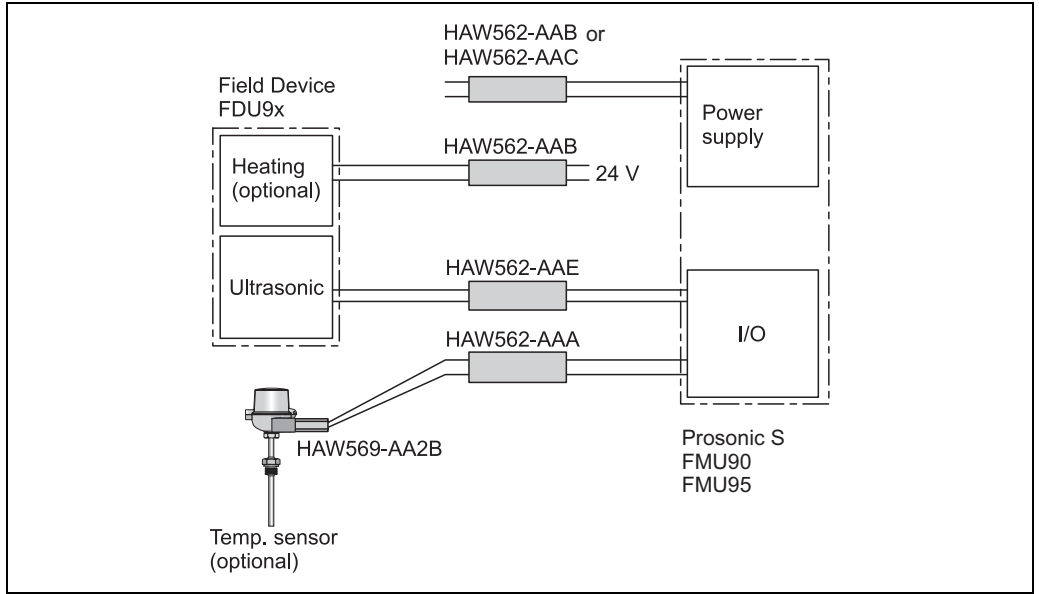 HAW562-AAB or
HAW562-AAC
Field Device
FDU9x
Power
supply
HAW562-AAB
Heating
(optional)
24 V
HAW562-AAE
Ultrasonic
HAW562-AAA
I/O
HAW569-AA2B
Prosonic S
FMU90
FMU95
Temp. sensor
(optional)